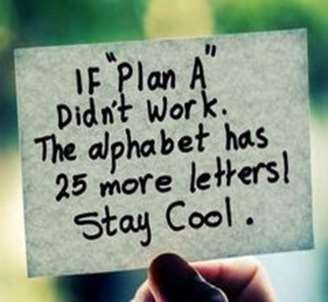 IF "Plan A"
Didn't Work.
The alphabet has
25 more letters!
Stay Cool.